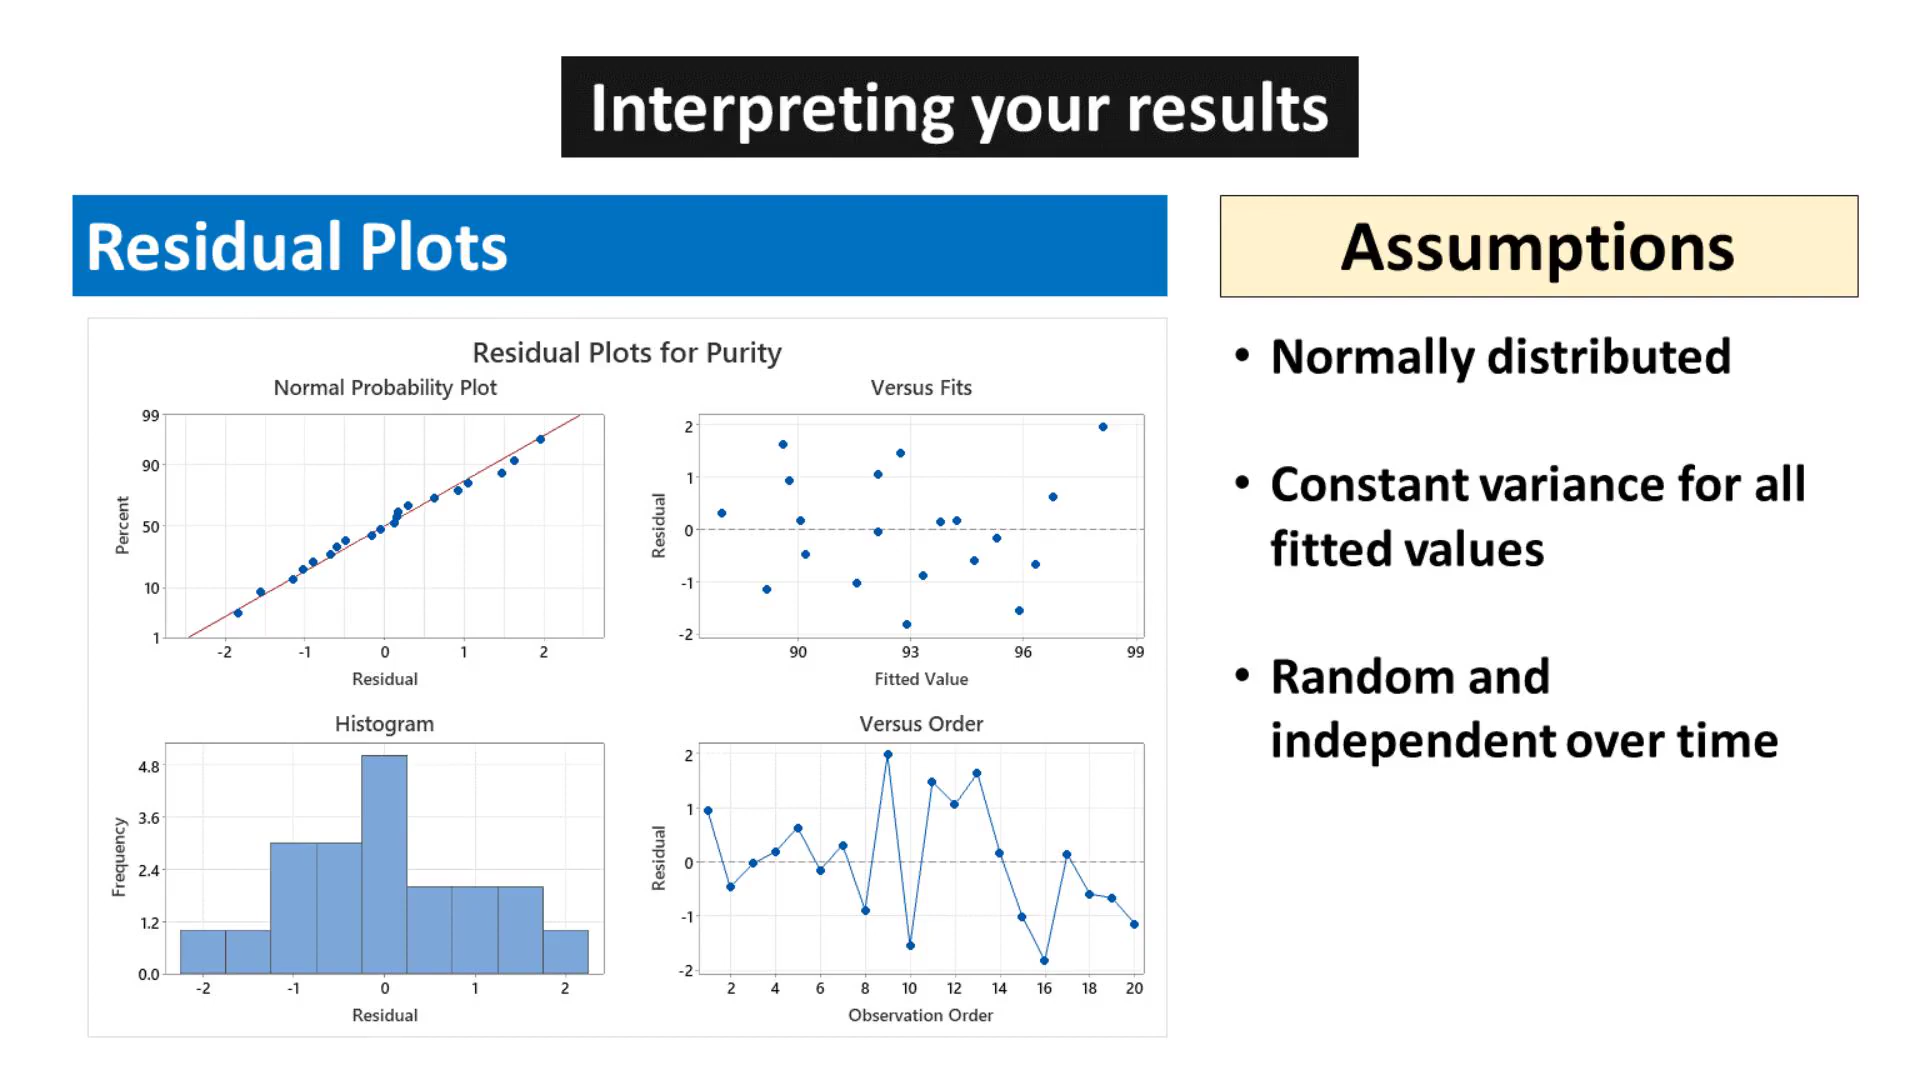 Interpreting your results
Residual Plots
Assumptions
Residual Plots for Purity
Normal Probability Plot
99
90
50
10
1
Percent
-2 -1 0 1 2
Residual
Versus Fits
2
1
0
-1
-2
Residual
90 93 96 99
Fitted Value
Histogram
4.8
3.6
2.4
1.2
0.0
Frequency
-2 -1 0 1 2
Residual
Versus Order
2
1
0
-1
-2
Residual
2 4 6 8 10 12 14 16 18 20
Observation Order
• Normally distributed
• Constant variance for all
fitted values
• Random and
independent over time